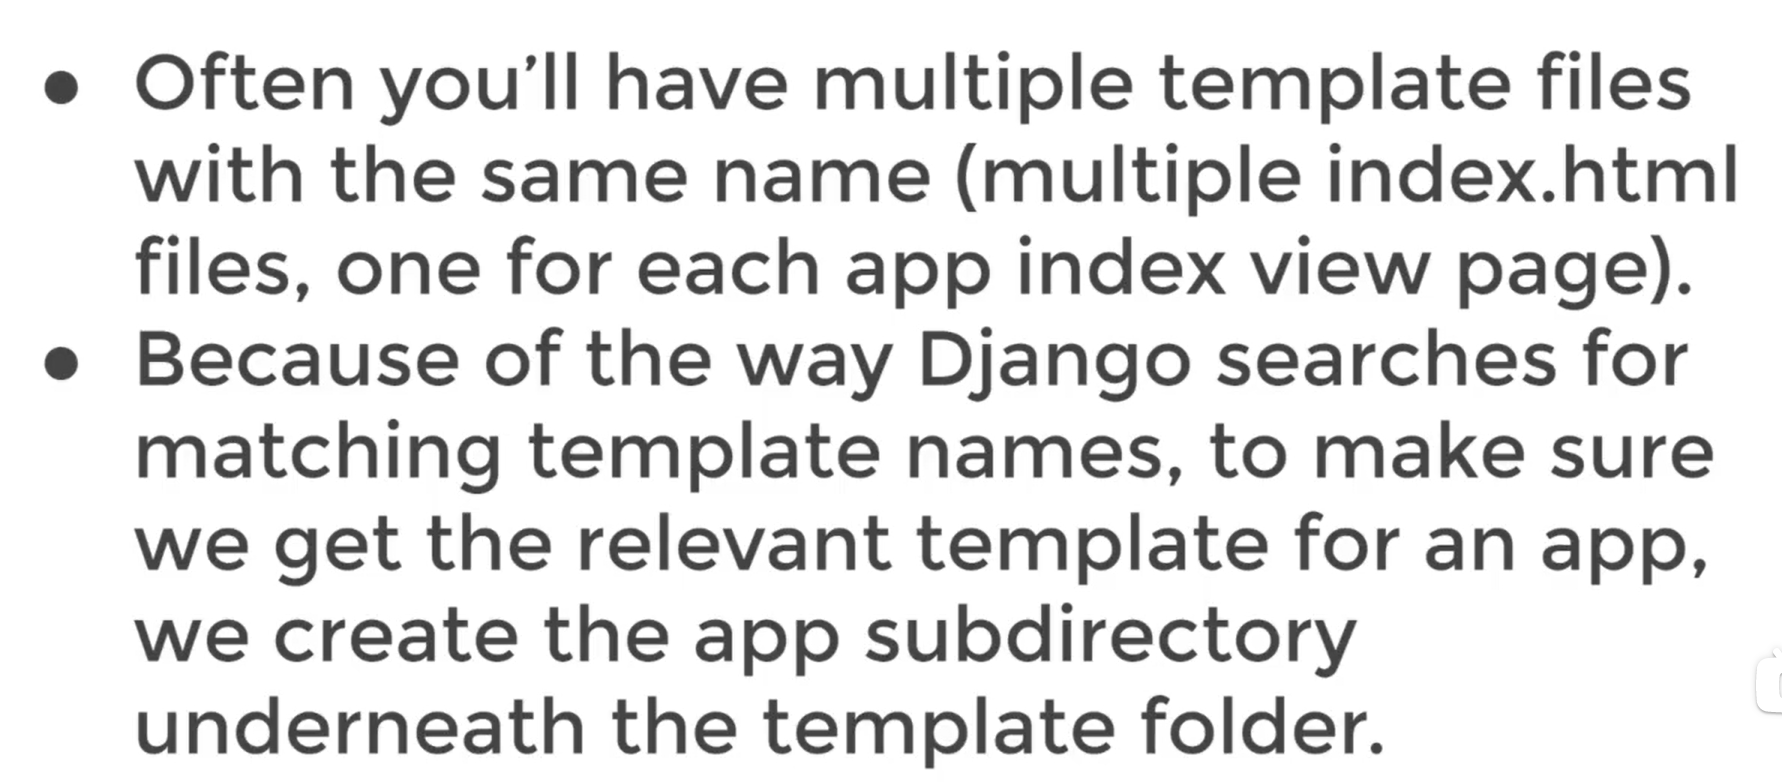 ● Often you’ll have multiple template files
with the same name (multiple index.html
files, one for each app index view page).
● Because of the way Django searches for
matching template names, to make sure
we get the relevant template for an app,
we create the app subdirectory
underneath the template folder.